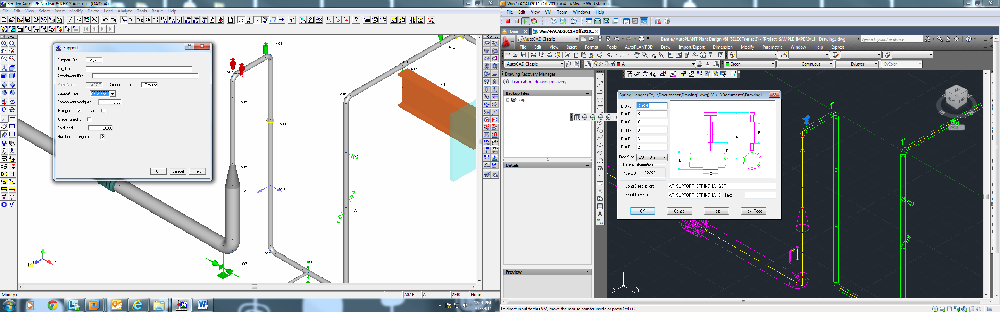 Bentley AutoPIPE Nuclear & KHK 2 Add-on - (QA325A)
File Edit View Select Insert Modify Delete Load Analyze Tools Result Help
View
Compor
Support
Support ID : A07 F1
Tag No. :
Attachment ID :
Point Name : A07 F Connected to : Ground
Support type : Constant
Component Weight : 0.00
Hanger : Can :
Undesigned :
Cold load : 400.00
Number of hangers : 2
OK Cancel Help
A08
A18
A07
F17
A17
M1
A16
A06
A09
A15
A05
A04
A10
A14
A11
A03
A12
Z
X
Y
N
Modify :
A07 F A 2S40 None
12:01 PM
9/18/2014
Win7+ACAD2011+Off2010_x64 - VMware Workstation
File Edit View VM Team Windows Help
Home Win7+ACAD2011+Off2010...
AutoCAD Classic
Bentley AutoPLANT Plant Design V8i (SELECTseries 3) - [Project: SAMPLE_IMPERIAL] Drawing1.dwg
Type a keyword or phrase
File Edit View Insert Format Tools AutoPLANT 3D Draw Import/Export Dimension Modify Parametric Window Help Express
AutoCAD Classic
A
Green
Continuous
ByLayer
ByColor
Drawing Recovery Manager
Learn about drawing recovery
Backup Files
cap
Details
Preview
Spring Hanger (C:\...\Documents\Drawing1.dwg) (C:\...\Documents\Drawing1....
Dist A: 3.5625
Dist B: 8
Dist C: 8
Dist D: 9
Dist E: 6
Dist F: 2
Rod Size 3/8" (10mm)
Parent Information
Pipe OD 2 3/8"
F
A
E
D
B
C
Long Description: AT_SUPPORT_SPRINGHANGER
Short Description: AT_SUPPORT_SPRINGHANG Tag:
OK Cancel Help Next Page
TOP
RIGHT
BACK
E
N
WCS
Z
X
Y
To direct input to this VM, move the mouse pointer inside or press Ctrl+G.